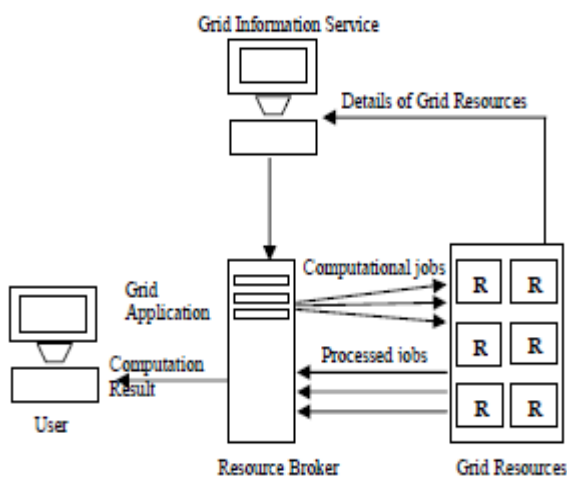 Grid Information Service
Details of Grid Resources
Computational jobs
R R
Grid
Application
Processed jobs
R R
Computation
Result
R R
User
Resource Broker
Grid Resources